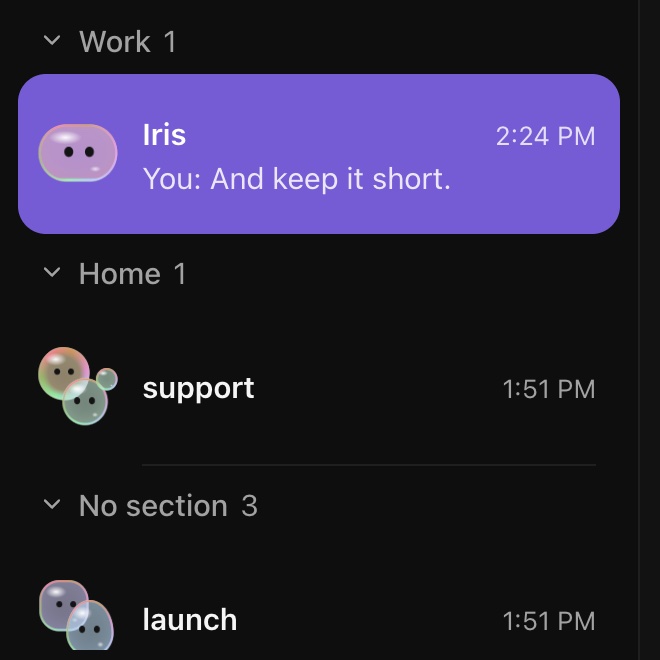 Work 1
Iris 2:24 PM
You: And keep it short.
Home 1
support 1:51 PM
No section 3
launch 1:51 PM